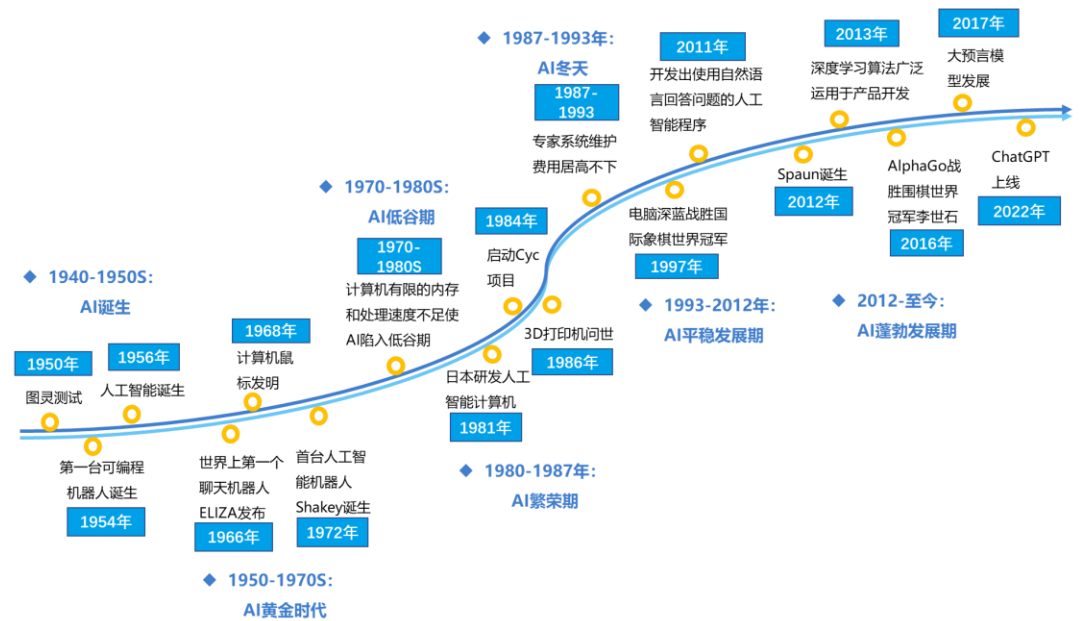 ◆ 1940-1950S：
AI诞生
1950年
图灵测试
第一台可编程
机器人诞生
1954年
1956年
人工智能诞生
◆ 1950-1970S：
AI黄金时代
世界上第一个
聊天机器人
ELIZA发布
1966年
1968年
计算机鼠
标发明
首台人工智
能机器人
Shakey诞生
1972年
◆ 1970-1980S：
AI低谷期
1970-
1980S
计算机有限的内存
和处理速度不足使
AI陷入低谷期
◆ 1980-1987年：
AI繁荣期
日本研发人工
智能计算机
1981年
1984年
启动Cyc
项目
3D打印机问世
1986年
◆ 1987-1993年：
AI冬天
1987-
1993
专家系统维护
费用居高不下
◆ 1993-2012年：
AI平稳发展期
电脑深蓝战胜国
际象棋世界冠军
1997年
2011年
开发出使用自然语
言回答问题的人工
智能程序
Spaun诞生
2012年
◆ 2012-至今：
AI蓬勃发展期
2013年
深度学习算法广泛
运用于产品开发
AlphaGo战
胜围棋世界
冠军李世石
2016年
2017年
大预言模
型发展
ChatGPT
上线
2022年